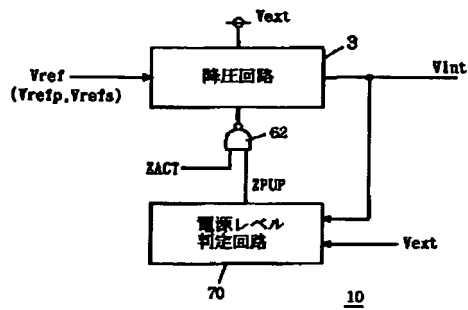 Vext
3
Vref
(Vrefp,Vrefs)
降圧回路
Vint
62
ZACT
ZPUP
電源レベル
判定回路
Vext
70
10